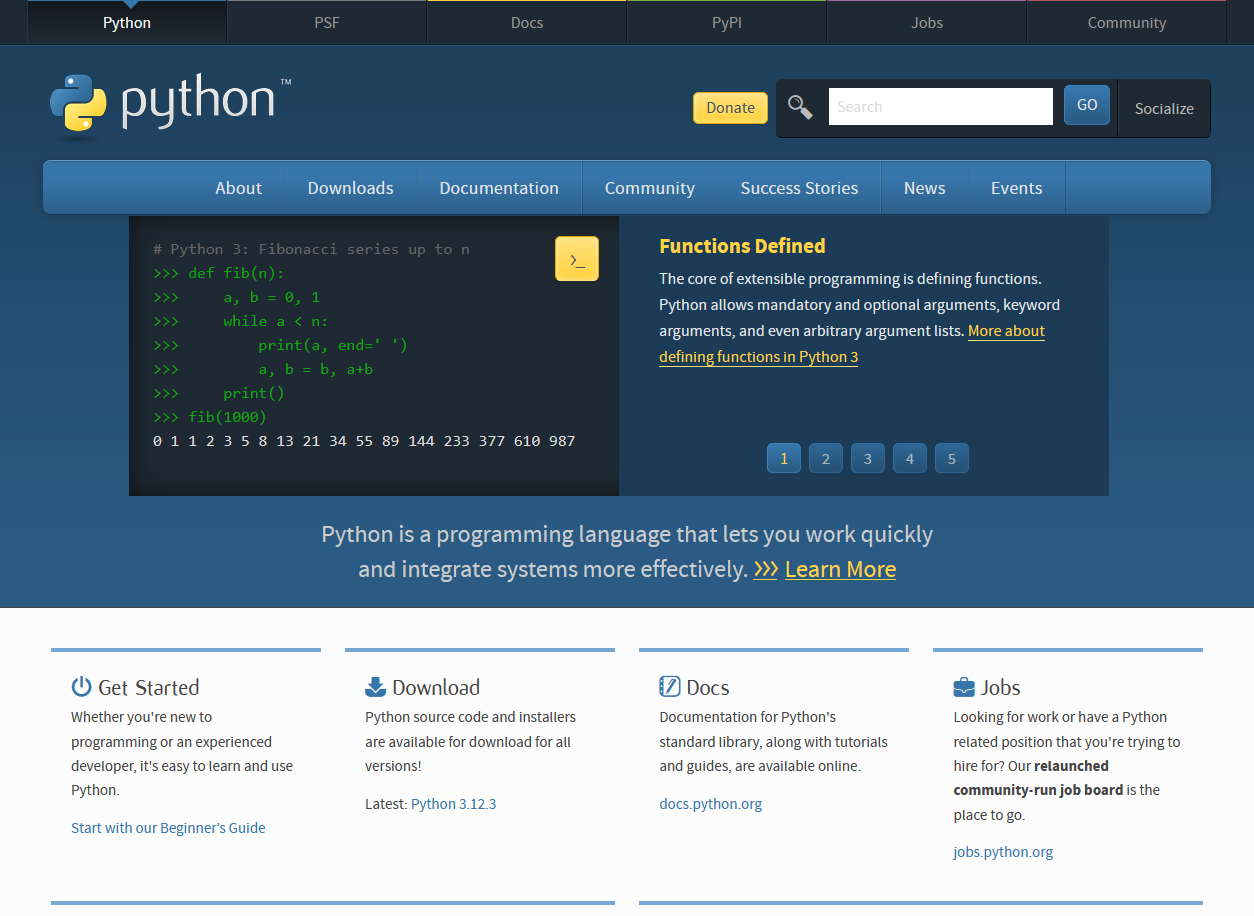 Python PSF Docs PyPI Jobs Community
python™
Donate Search GO Socialize
About Downloads Documentation Community Success Stories News Events
# Python 3: Fibonacci series up to n
>>> def fib(n):
>>>     a, b = 0, 1
>>>     while a < n:
>>>         print(a, end=' ')
>>>         a, b = b, a+b
>>>     print()
>>> fib(1000)
0 1 1 2 3 5 8 13 21 34 55 89 144 233 377 610 987
>_
Functions Defined
The core of extensible programming is defining functions.
Python allows mandatory and optional arguments, keyword
arguments, and even arbitrary argument lists. More about
defining functions in Python 3
1 2 3 4 5
Python is a programming language that lets you work quickly
and integrate systems more effectively. >>> Learn More
Get Started
Whether you're new to
programming or an experienced
developer, it's easy to learn and use
Python.
Start with our Beginner’s Guide
Download
Python source code and installers
are available for download for all
versions!
Latest: Python 3.12.3
Docs
Documentation for Python's
standard library, along with tutorials
and guides, are available online.
docs.python.org
Jobs
Looking for work or have a Python
related position that you're trying to
hire for? Our relaunched
community-run job board is the
place to go.
jobs.python.org